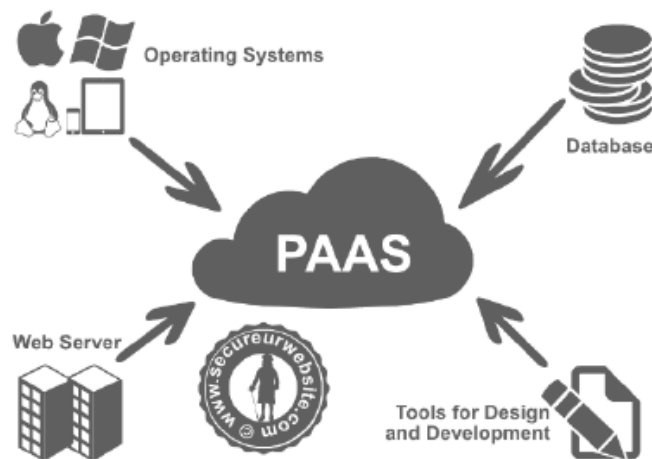 Operating Systems
Database
PAAS
Web Server
www.secureurwebsite.com ©
Tools for Design
and Development